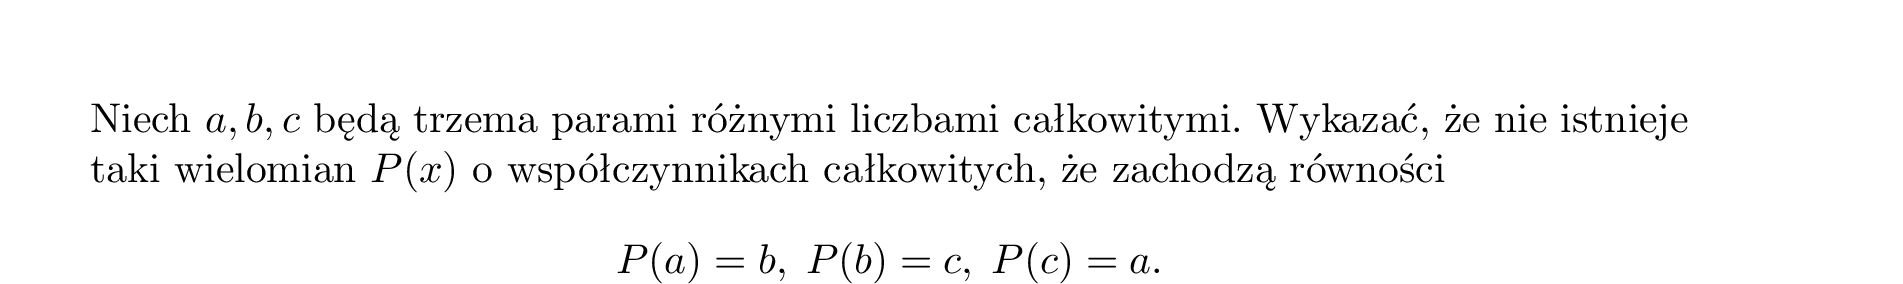 Niech a, b, c będą trzema parami różnymi liczbami całkowitymi. Wykazać, że nie istnieje
taki wielomian P(x) o współczynnikach całkowitych, że zachodzą równości
P(a) = b, P(b) = c, P(c) = a.